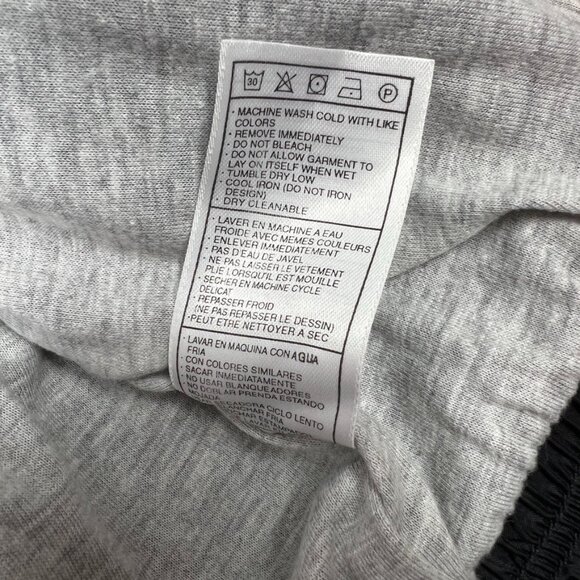 30 P
· MACHINE WASH COLD WITH LIKE
COLORS
· REMOVE IMMEDIATELY
· DO NOT BLEACH
· DO NOT ALLOW GARMENT TO
LAY ON ITSELF WHEN WET
· TUMBLE DRY LOW
· COOL IRON (DO NOT IRON
DESIGN)
· DRY CLEANABLE
· LAVER EN MACHINE A EAU
FROIDE AVEC MEMES COULEURS
· ENLEVER IMMEDIATEMENT
· PAS D'EAU DE JAVEL
· NE PAS LAISSER LE VETEMENT
PLIE LORSQU'IL EST MOUILLE
· SECHER EN MACHINE CYCLE
DELICAT
· REPASSER FROID
(NE PAS REPASSER LE DESSIN)
· PEUT ETRE NETTOYER A SEC
· LAVAR EN MAQUINA CON AGUA
FRIA
· CON COLORES SIMILARES
· SACAR INMEDIATAMENTE
· NO USAR BLANQUEADORES
· NO DOBLAR PRENDA ESTANDO
MOJADA
CICLO LENTO
FRIA